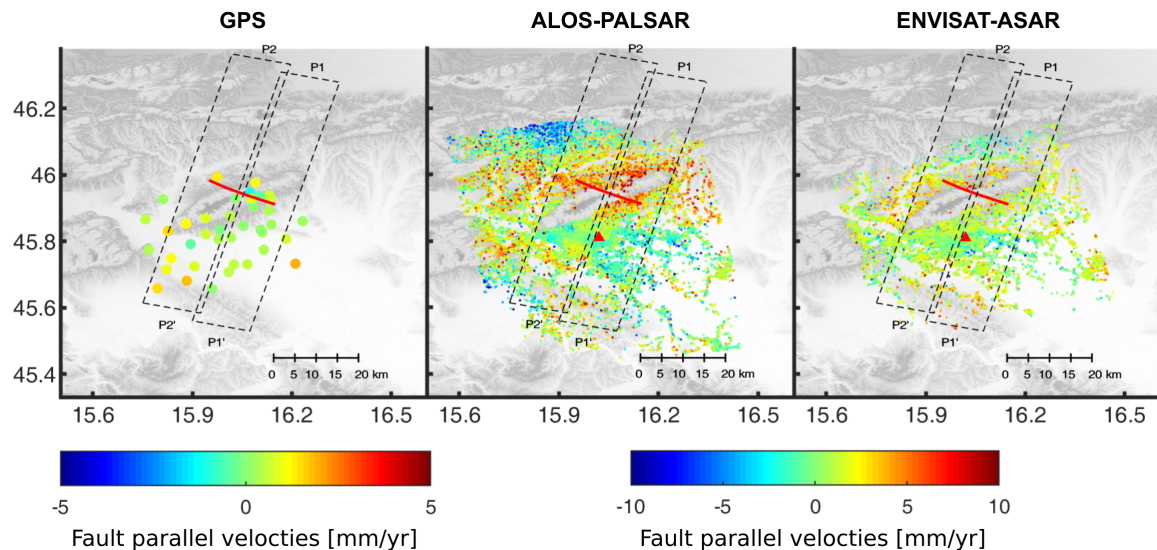 GPS
ALOS-PALSAR
ENVISAT-ASAR
P2
P1
P2
P1
P2
P1
46.2
46
45.8
45.6
45.4
P2'
P1'
P2'
P1'
P2'
P1'
0 5 10 15 20 km
0 5 10 15 20 km
0 5 10 15 20 km
15.6 15.9 16.2 16.5
15.6 15.9 16.2 16.5
15.6 15.9 16.2 16.5
-5 0 5
-10 -5 0 5 10
Fault parallel velocties [mm/yr]
Fault parallel velocties [mm/yr]